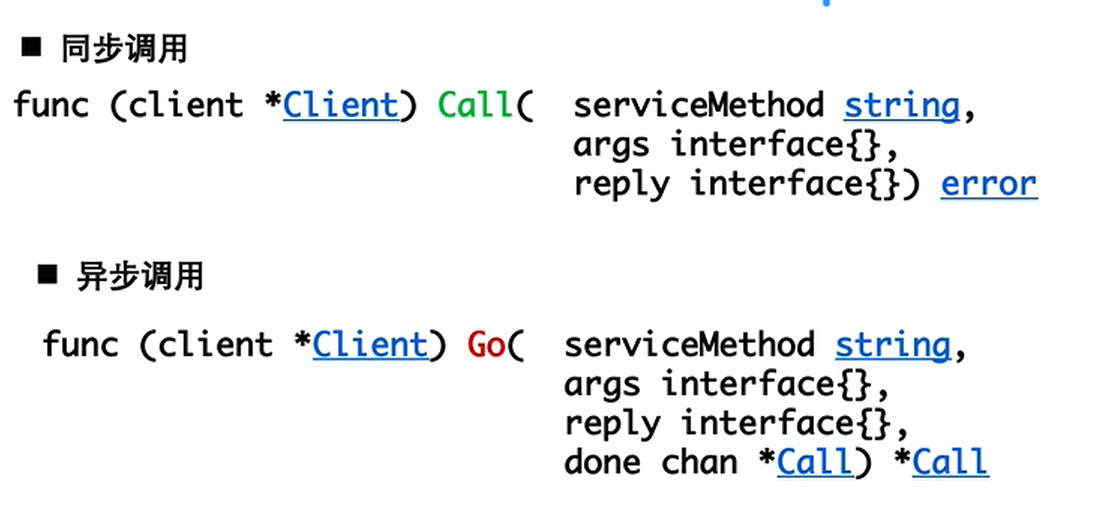 ■ 同步调用
func (client *Client) Call( serviceMethod string,
args interface{},
reply interface{}) error
■ 异步调用
func (client *Client) Go( serviceMethod string,
args interface{},
reply interface{},
done chan *Call) *Call